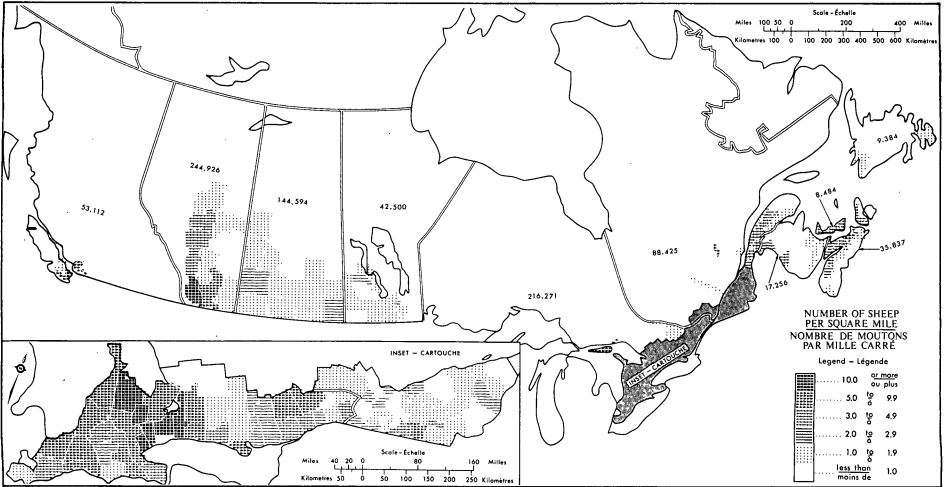 Scale – Échelle
Miles 100 50 0 200 400 Milles
Kilometres 100 0 100 200 300 400 500 600 Kilomètres
9.384
244,926
8.484
53,112
144,594
42,500
35,837
88.425
17,256
216.271
NUMBER OF SHEEP
PER SQUARE MILE
NOMBRE DE MOUTONS
PAR MILLE CARRÉ
Legend – Légende
10.0 or more
ou plus
5.0 to à 9.9
3.0 to à 4.9
2.0 to à 2.9
1.0 to à 1.9
less than
moins de 1.0
INSET – CARTOUCHE
INSET – CARTOUCHE
Scale – Échelle
Miles 40 20 0 80 160 Milles
Kilomètres 50 0 50 100 150 200 250 Kilomètres